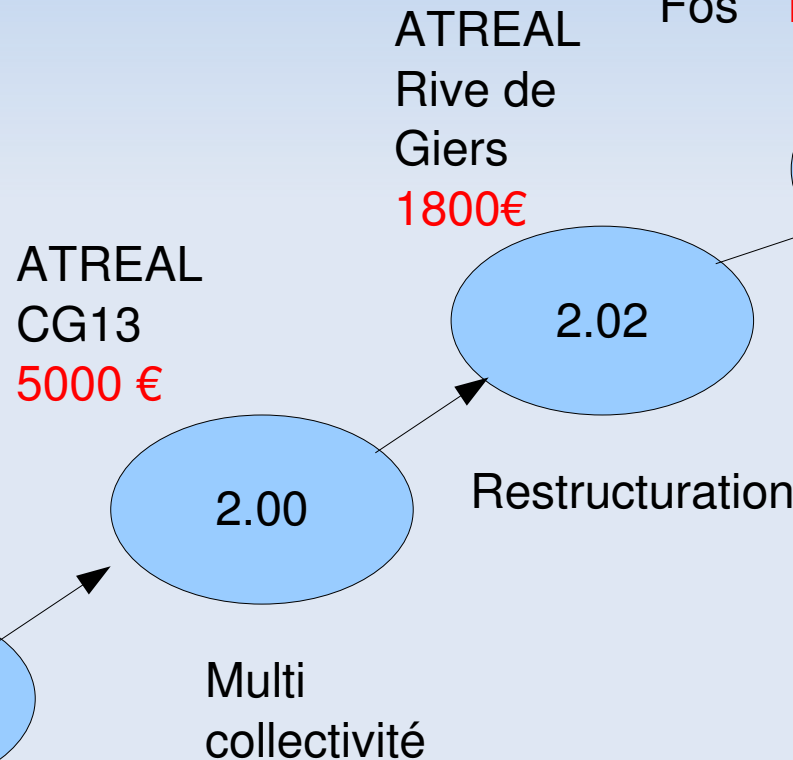 Fos
ATREAL
Rive de
Giers
1800€
ATREAL
CG13
5000 €
2.02
2.00
Restructuration
Multi
collectivité